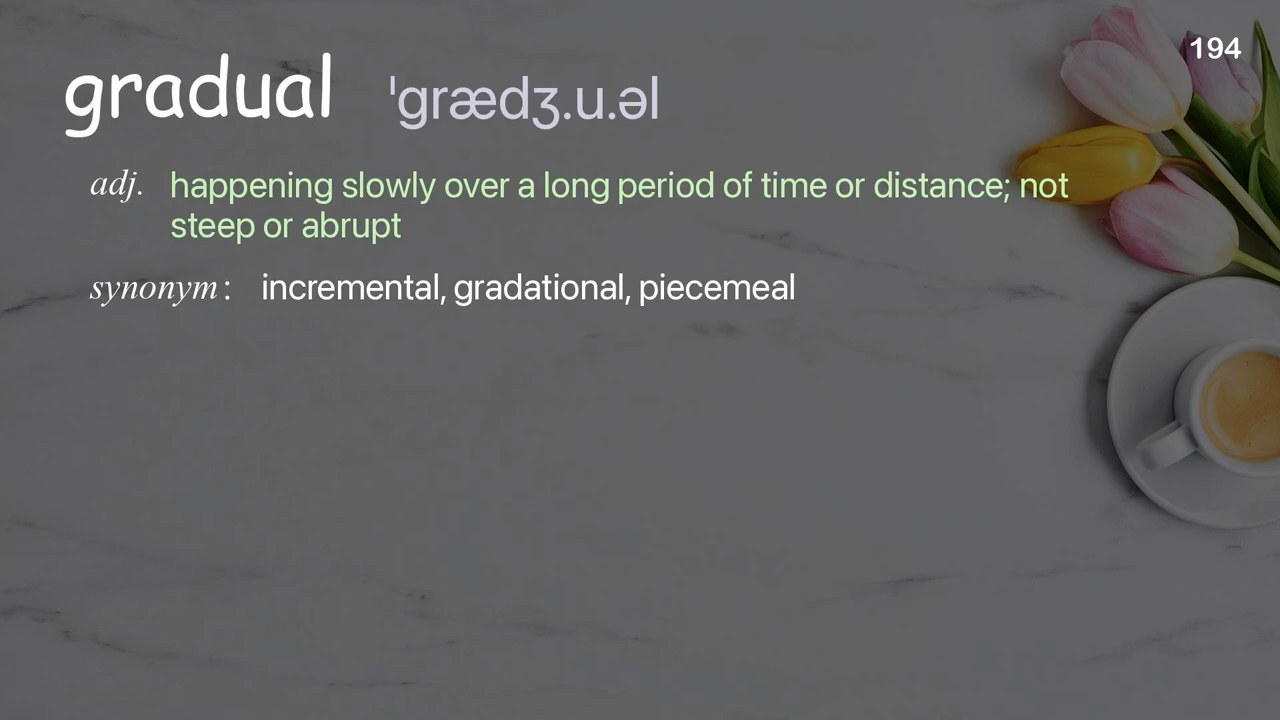 194
gradual ˈgrædʒ.u.əl
adj. happening slowly over a long period of time or distance; not
steep or abrupt
synonym: incremental, gradational, piecemeal